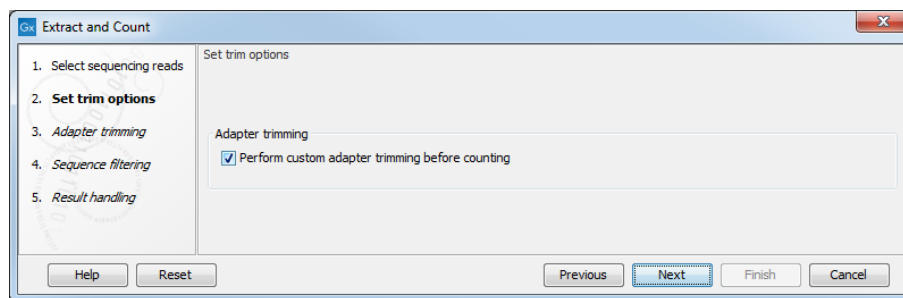 Gx Extract and Count
x
1. Select sequencing reads
2. Set trim options
3. Adapter trimming
4. Sequence filtering
5. Result handling
Set trim options
Adapter trimming
Perform custom adapter trimming before counting
Help Reset Previous Next Finish Cancel